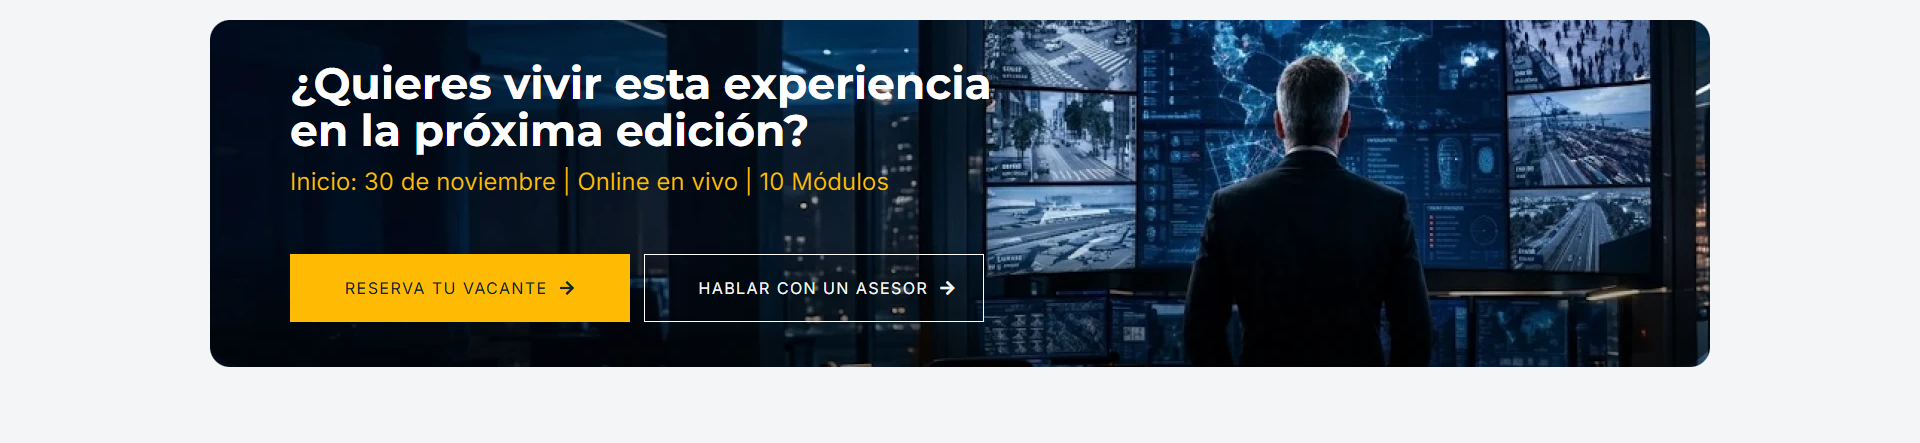 ¿Quieres vivir esta experiencia
en la próxima edición?
Inicio: 30 de noviembre | Online en vivo | 10 Módulos
RESERVA TU VACANTE →
HABLAR CON UN ASESOR →